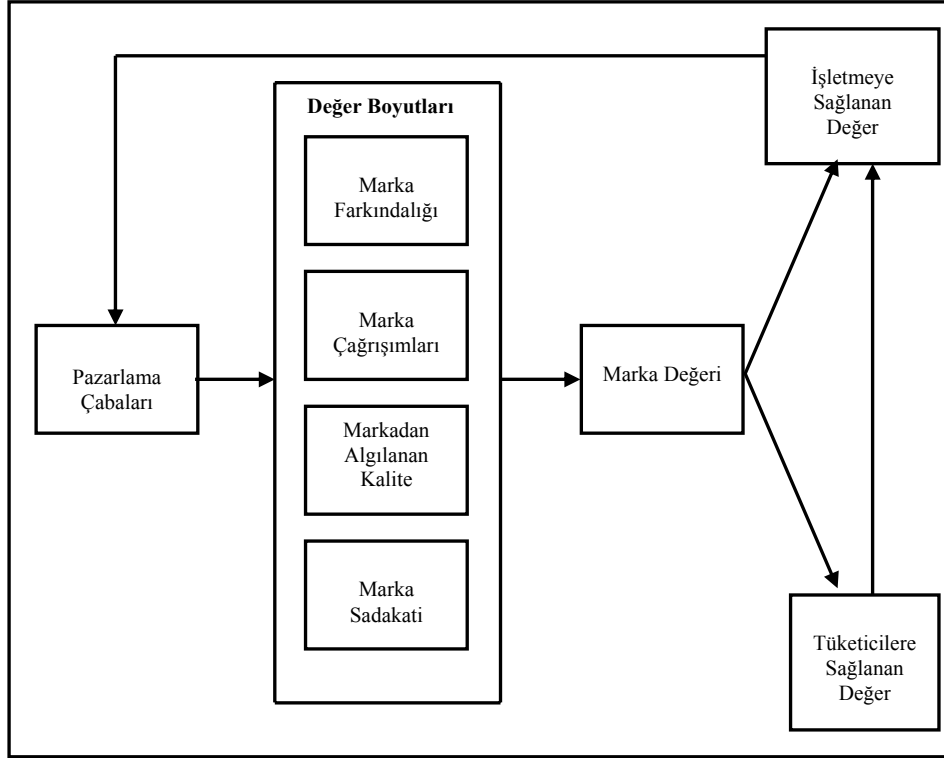 Değer Boyutları
Marka
Farkındalığı
Marka
Çağrışımları
Markadan
Algılanan
Kalite
Marka
Sadakati
Pazarlama
Çabaları
Marka Değeri
İşletmeye
Sağlanan
Değer
Tüketicilere
Sağlanan
Değer